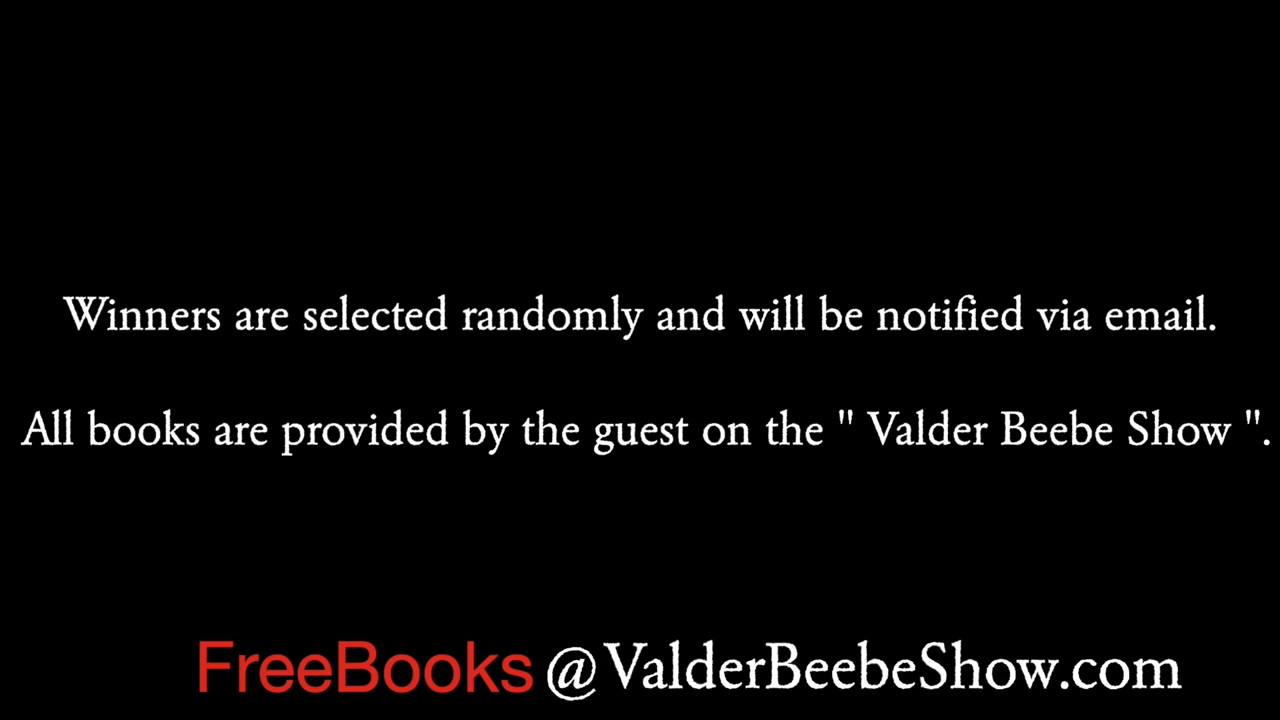 Winners are selected randomly and will be notified via email.
All books are provided by the guest on the " Valder Beebe Show ".
FreeBooks@ValderBeebeShow.com